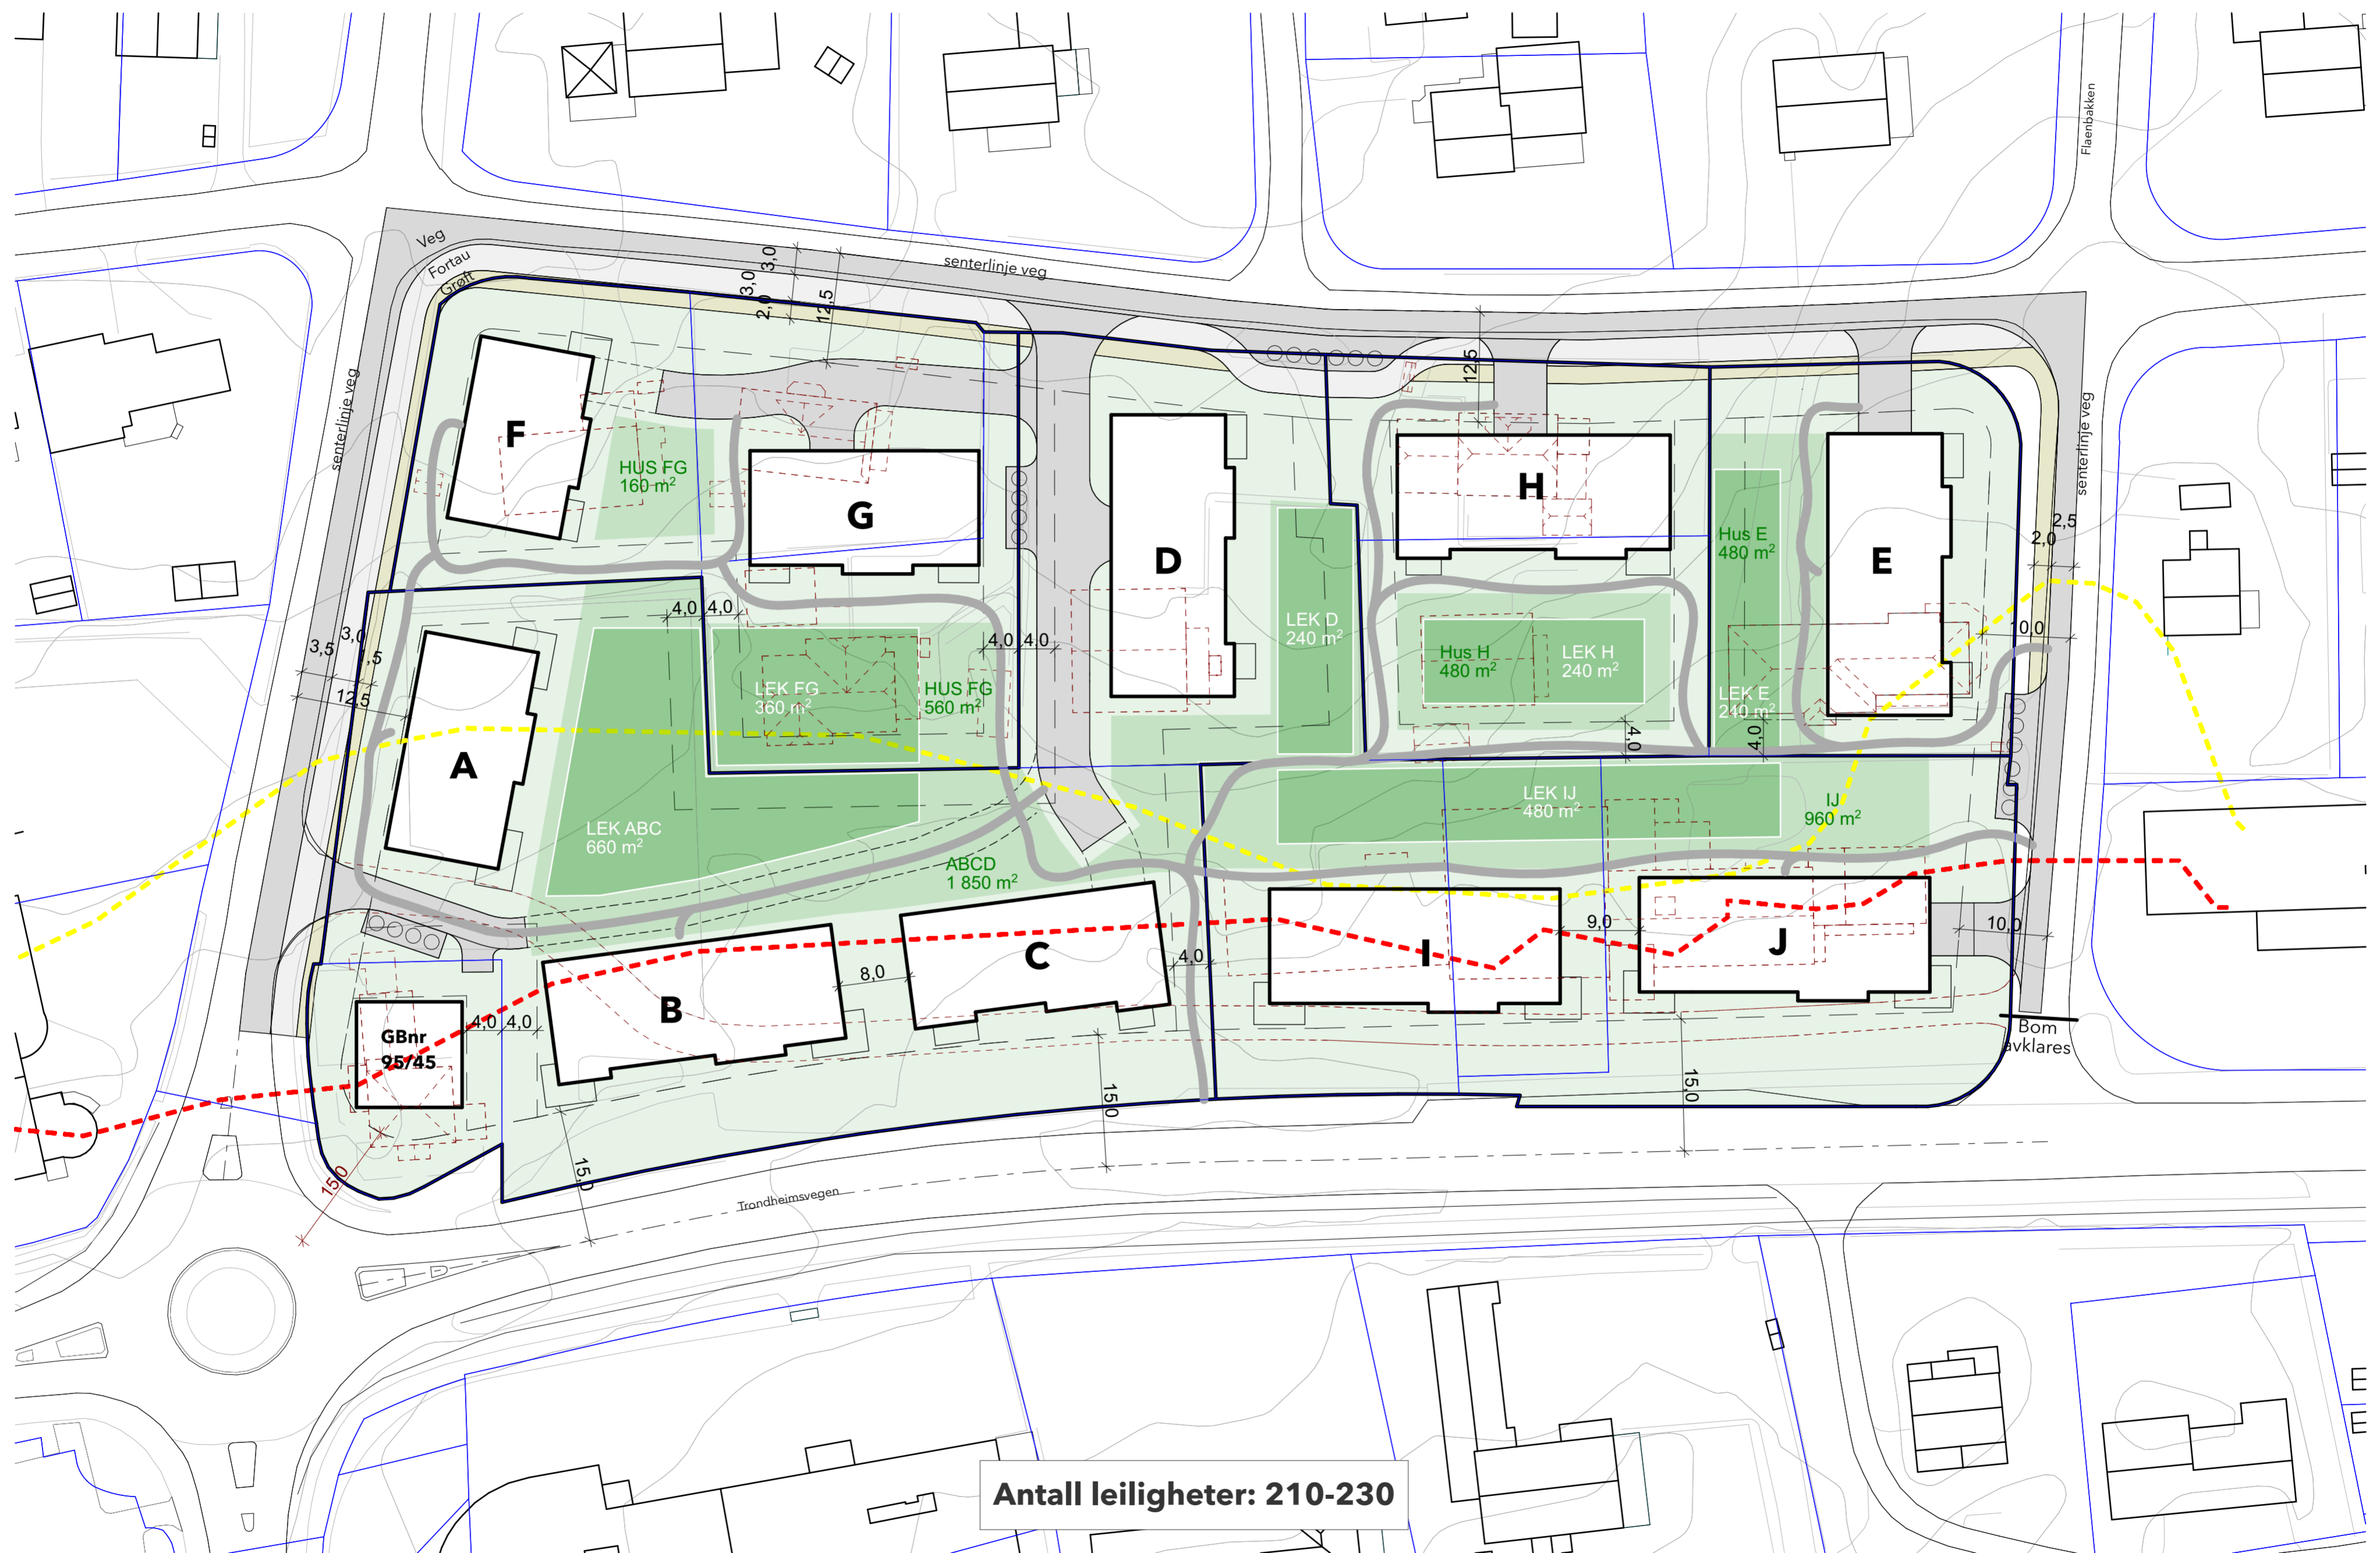 Flaenbakken
Veg
Fortau
Grøft
senterlinje veg
3,0
3,0
2,0
12,5
senterlinje veg
12,5
senterlinje veg
F
HUS FG
160 m²
G
D
H
E
Hus E
480 m²
2,5
2,0
4,0
4,0
4,0
4,0
LEK D
240 m²
Hus H
480 m²
LEK H
240 m²
10,0
3,5
3,0
12,5
LEK FG
360 m²
HUS FG
560 m²
LEK E
240 m²
4,0
4,0
A
LEK ABC
660 m²
ABCD
1 850 m²
LEK IJ
480 m²
IJ
960 m²
B
8,0
C
4,0
I
9,0
J
10,0
GBnr
95/45
4,0
4,0
Bom
avklares
15,0
15,0
15,0
15,0
Trondheimsvegen
Antall leiligheter: 210-230